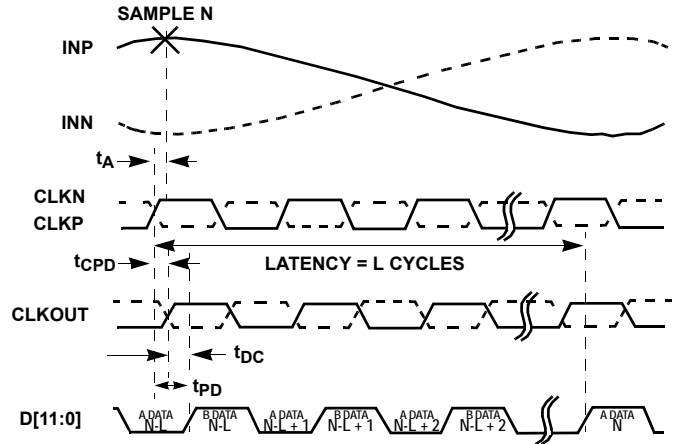 SAMPLE N
INP
INN
tA
CLKN
CLKP
tCPD
LATENCY = L CYCLES
CLKOUT
tDC
tPD
D[11:0]
A DATA N-L
B DATA N-L
A DATA N-L + 1
B DATA N-L + 1
A DATA N-L + 2
B DATA N-L + 2
A DATA N